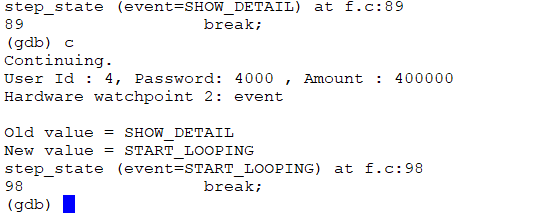 step_state (event=SHOW_DETAIL) at f.c:89
89                  break;
(gdb) c
Continuing.
User Id : 4, Password: 4000 , Amount : 400000
Hardware watchpoint 2: event

Old value = SHOW_DETAIL
New value = START_LOOPING
step_state (event=START_LOOPING) at f.c:98
98                  break;
(gdb)